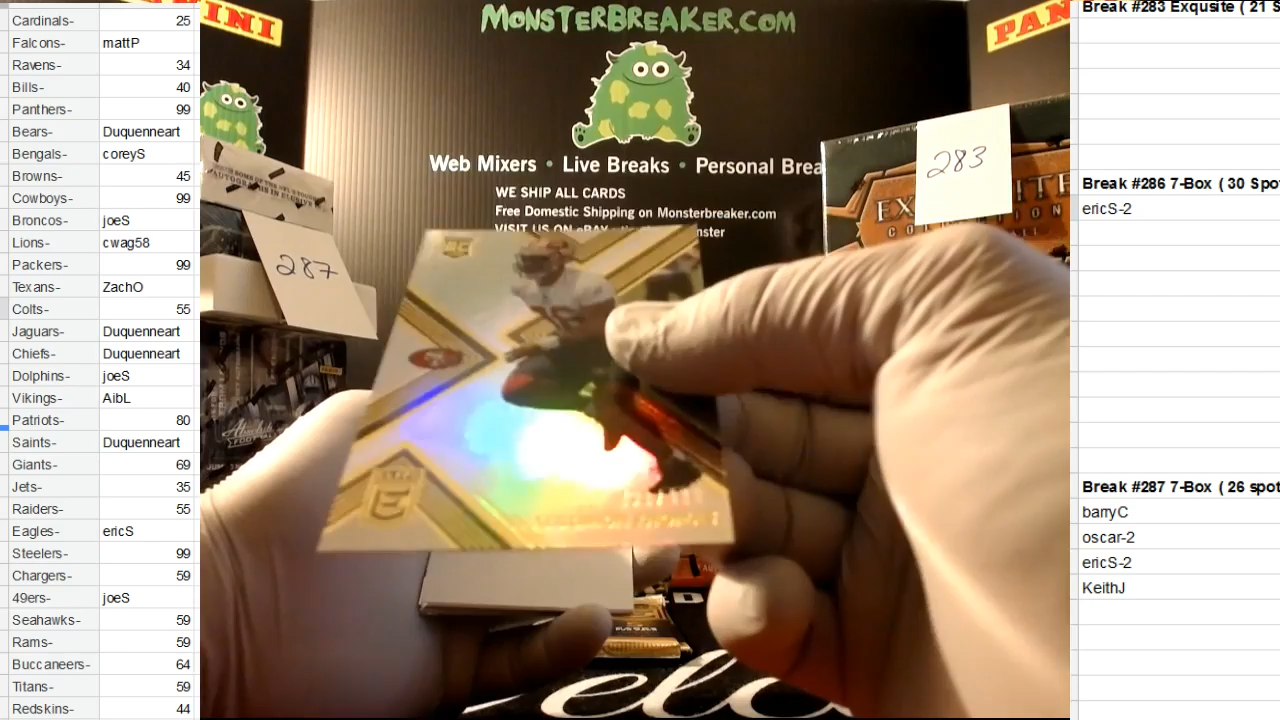 Cardinals- 25
Falcons- mattP
Ravens- 34
Bills- 40
Panthers- 99
Bears- Duquenneart
Bengals- coreyS
Browns- 45
Cowboys- 99
Broncos- joeS
Lions- cwag58
Packers- 99
Texans- ZachO
Colts- 55
Jaguars- Duquenneart
Chiefs- Duquenneart
Dolphins- joeS
Vikings- AibL
Patriots- 80
Saints- Duquenneart
Giants- 69
Jets- 35
Raiders- 55
Eagles- ericS
Steelers- 99
Chargers- 59
49ers- joeS
Seahawks- 59
Rams- 59
Buccaneers- 64
Titans- 59
Redskins- 44
INI
PAN
MONSTERBREAKER.COM
Web Mixers • Live Breaks • Personal Brea
WE SHIP ALL CARDS
Free Domestic Shipping on Monsterbreaker.com
VISIT US ON eBAY
nster
283
287
RC
E
Break #283 Exqusite ( 21 S
Break #286 7-Box ( 30 Spo
ericS-2
Break #287 7-Box ( 26 spot
barryC
oscar-2
ericS-2
KeithJ